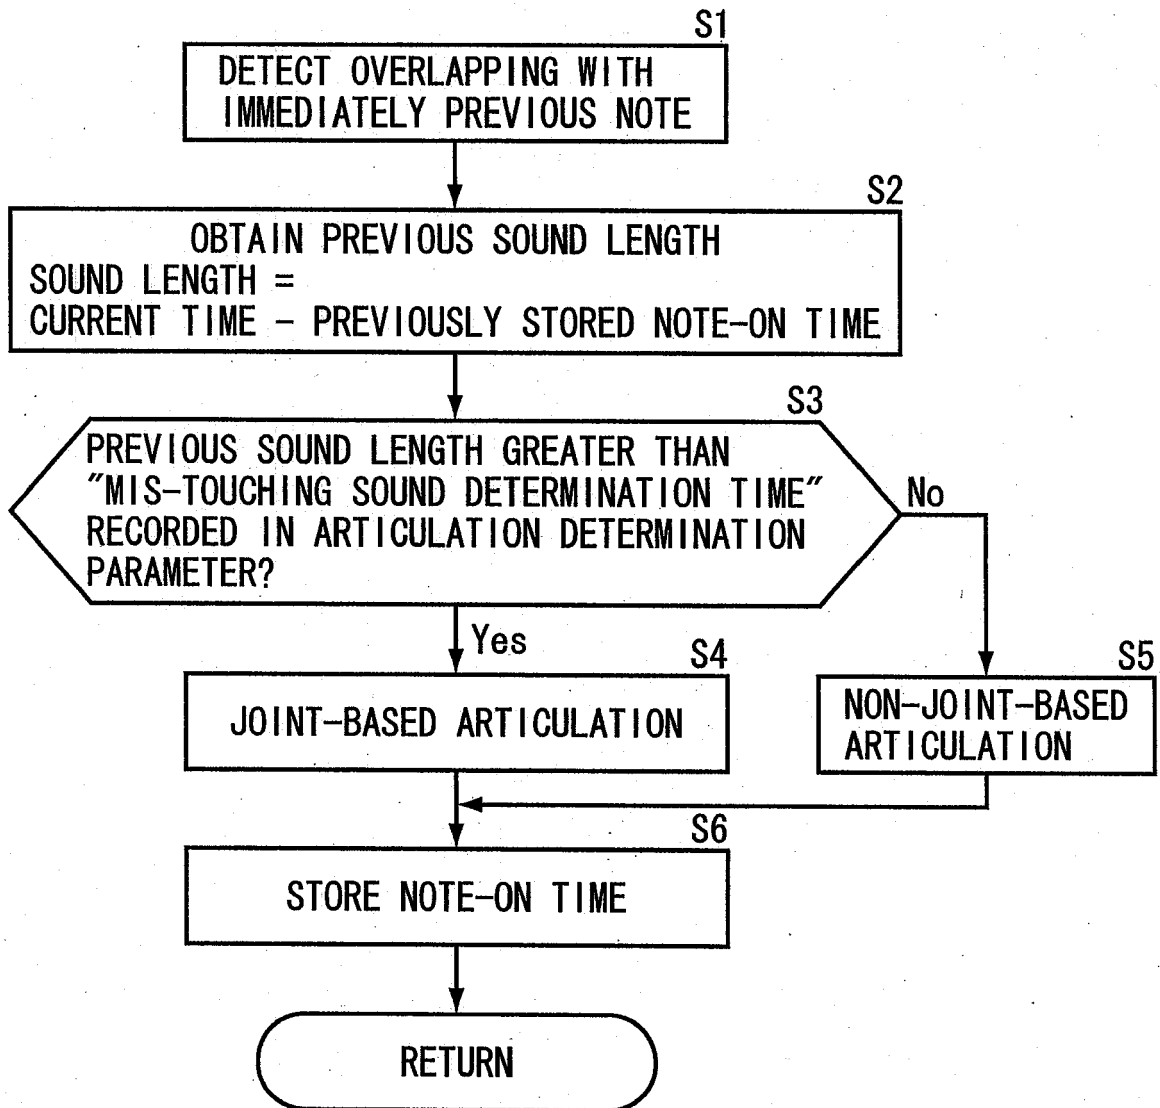 S1
DETECT OVERLAPPING WITH
IMMEDIATELY PREVIOUS NOTE
S2
OBTAIN PREVIOUS SOUND LENGTH
SOUND LENGTH =
CURRENT TIME - PREVIOUSLY STORED NOTE-ON TIME
S3
PREVIOUS SOUND LENGTH GREATER THAN
"MIS-TOUCHING SOUND DETERMINATION TIME"
RECORDED IN ARTICULATION DETERMINATION
PARAMETER?
No
Yes
S4
JOINT-BASED ARTICULATION
S5
NON-JOINT-BASED
ARTICULATION
S6
STORE NOTE-ON TIME
RETURN